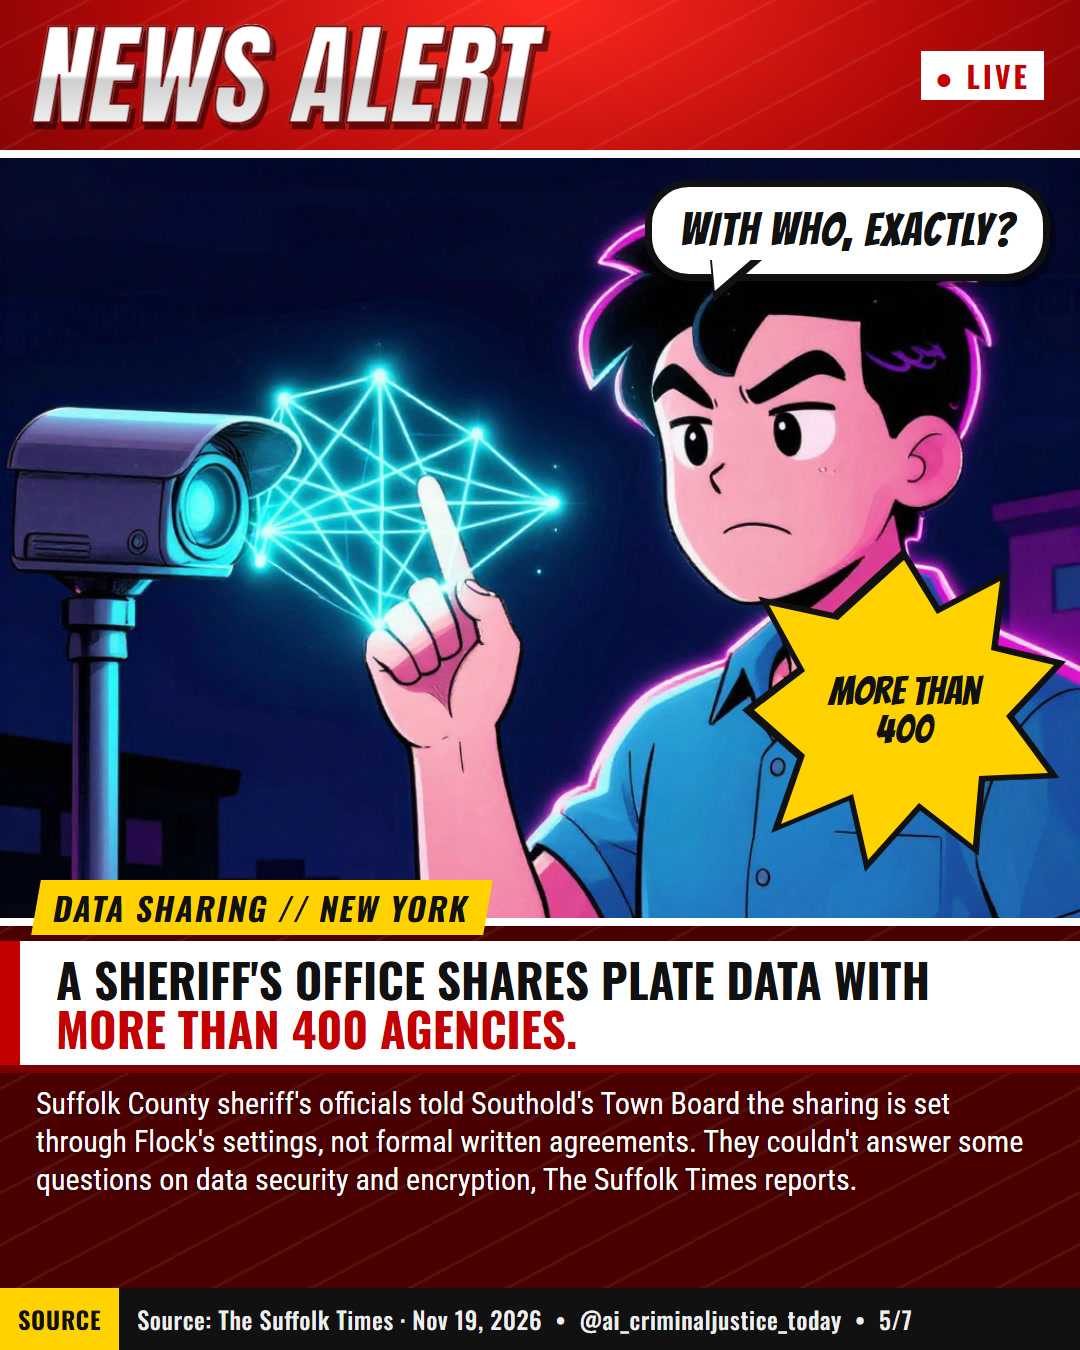 NEWS ALERT
● LIVE
WITH WHO, EXACTLY?
MORE THAN
400
DATA SHARING // NEW YORK
A SHERIFF'S OFFICE SHARES PLATE DATA WITH
MORE THAN 400 AGENCIES.
Suffolk County sheriff's officials told Southold's Town Board the sharing is set
through Flock's settings, not formal written agreements. They couldn't answer some
questions on data security and encryption, The Suffolk Times reports.
SOURCE Source: The Suffolk Times · Nov 19, 2026 • @ai_criminaljustice_today • 5/7